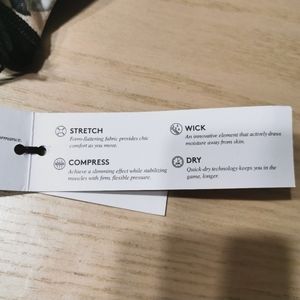 STRETCH
Form-flattering fabric provides chic
comfort as you move.
WICK
An innovative element that actively draws
moisture away from skin.
COMPRESS
Achieve a slimming effect while stabilizing
muscles with firm, flexible pressure.
DRY
Quick-dry technology keeps you in the
game, longer.